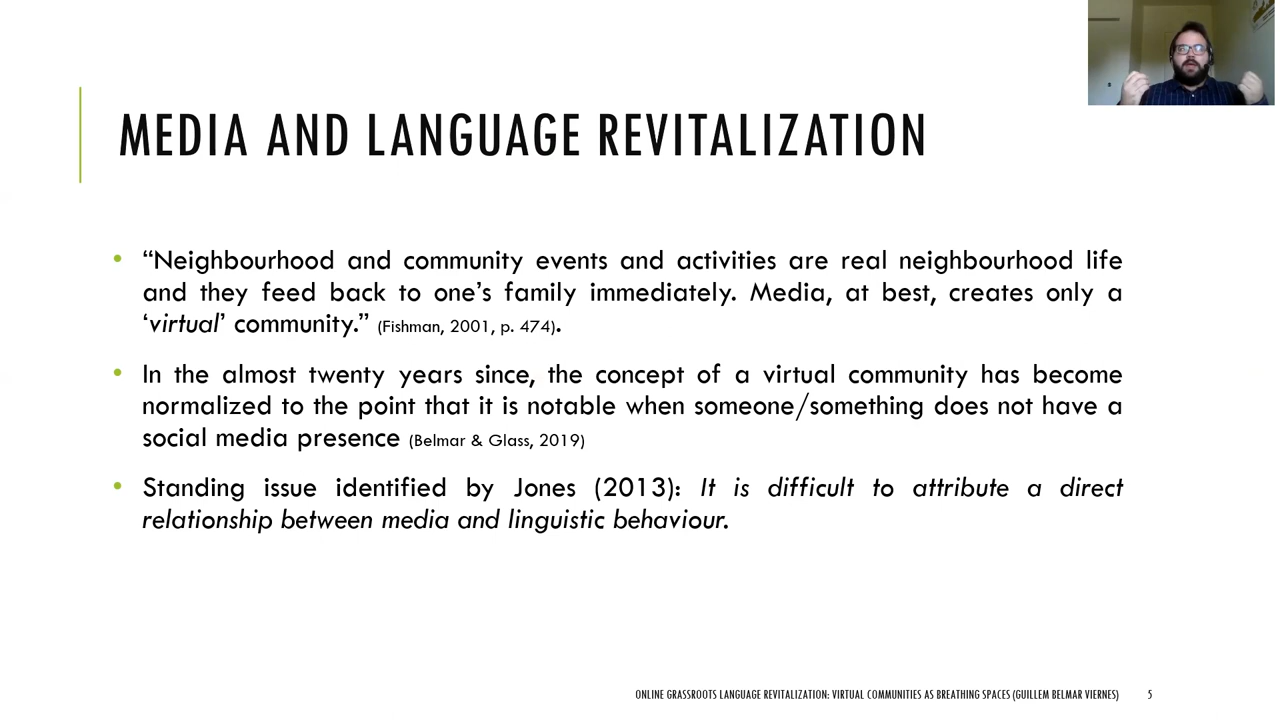 MEDIA AND LANGUAGE REVITALIZATION
• “Neighbourhood and community events and activities are real neighbourhood life
and they feed back to one’s family immediately. Media, at best, creates only a
‘virtual’ community.” (Fishman, 2001, p. 474).
• In the almost twenty years since, the concept of a virtual community has become
normalized to the point that it is notable when someone/something does not have a
social media presence (Belmar & Glass, 2019)
• Standing issue identified by Jones (2013): It is difficult to attribute a direct
relationship between media and linguistic behaviour.
ONLINE GRASSROOTS LANGUAGE REVITALIZATION: VIRTUAL COMMUNITIES AS BREATHING SPACES (GUILLEM BELMAR VIERNES) 5